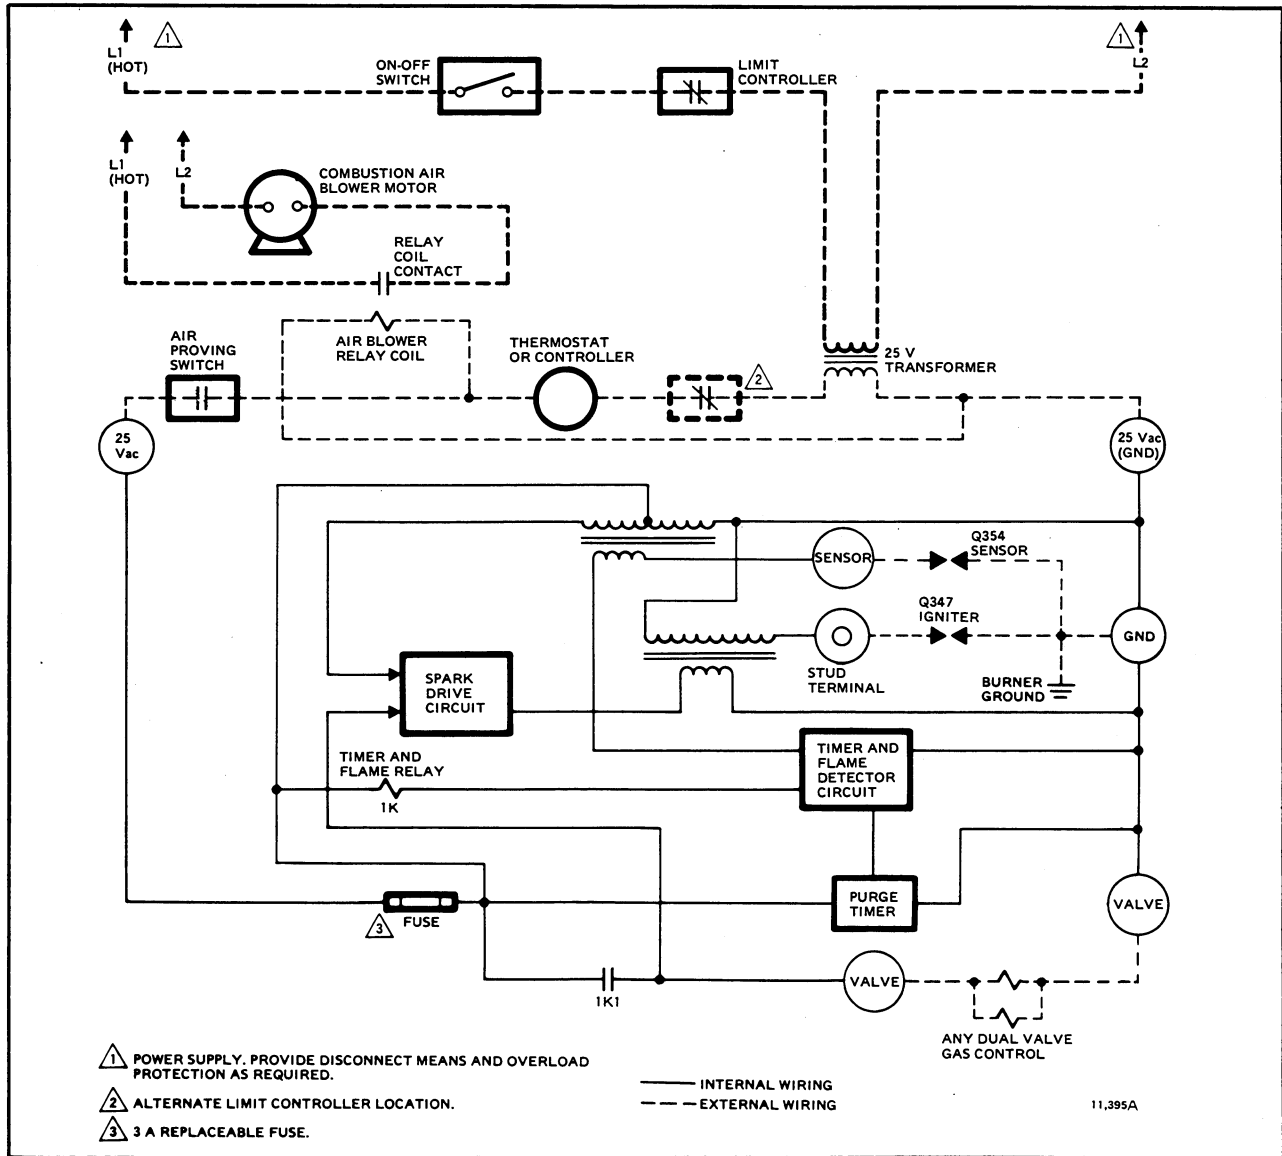 1
L1
(HOT)
ON-OFF
SWITCH
LIMIT
CONTROLLER
1
L2
L1
(HOT)
L2
COMBUSTION AIR
BLOWER MOTOR
RELAY
COIL
CONTACT
AIR
PROVING
SWITCH
AIR BLOWER
RELAY COIL
THERMOSTAT
OR CONTROLLER
2
25 V
TRANSFORMER
25
Vac
25 Vac
(GND)
SENSOR
Q354
SENSOR
Q347
IGNITER
GND
STUD
TERMINAL
BURNER
GROUND
SPARK
DRIVE
CIRCUIT
TIMER AND
FLAME RELAY
1K
TIMER AND
FLAME
DETECTOR
CIRCUIT
PURGE
TIMER
VALVE
3
FUSE
1K1
VALVE
ANY DUAL VALVE
GAS CONTROL
1 POWER SUPPLY. PROVIDE DISCONNECT MEANS AND OVERLOAD
PROTECTION AS REQUIRED.
2 ALTERNATE LIMIT CONTROLLER LOCATION.
3 3 A REPLACEABLE FUSE.
INTERNAL WIRING
EXTERNAL WIRING
11,395A